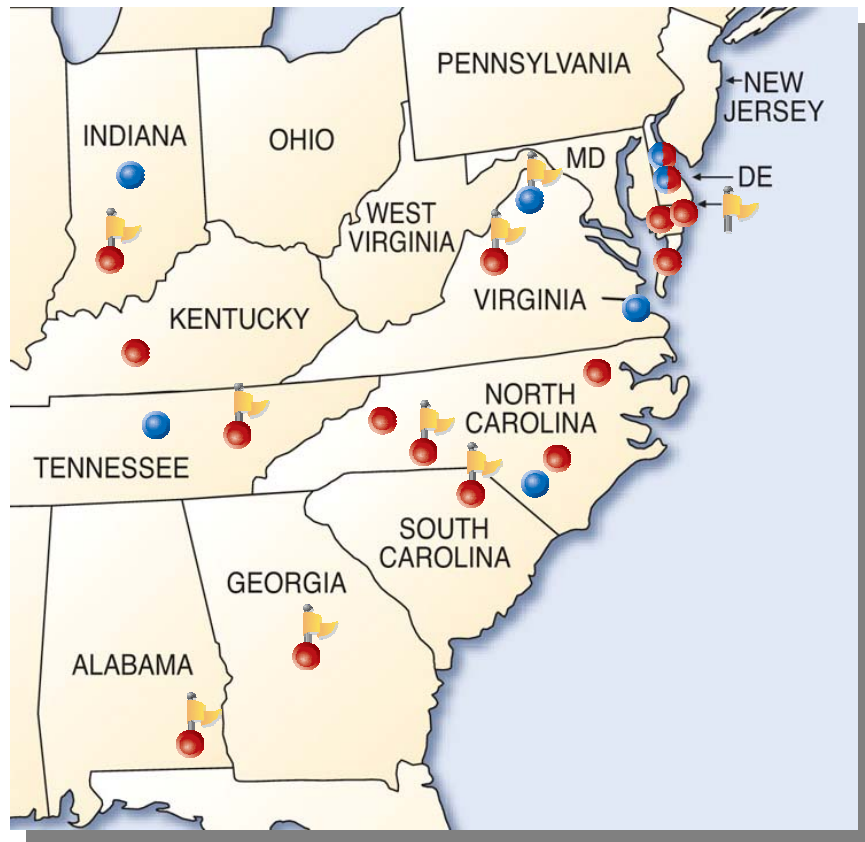 PENNSYLVANIA
NEW
JERSEY
INDIANA
OHIO
MD
DE
WEST
VIRGINIA
VIRGINIA
KENTUCKY
NORTH
CAROLINA
TENNESSEE
SOUTH
CAROLINA
GEORGIA
ALABAMA